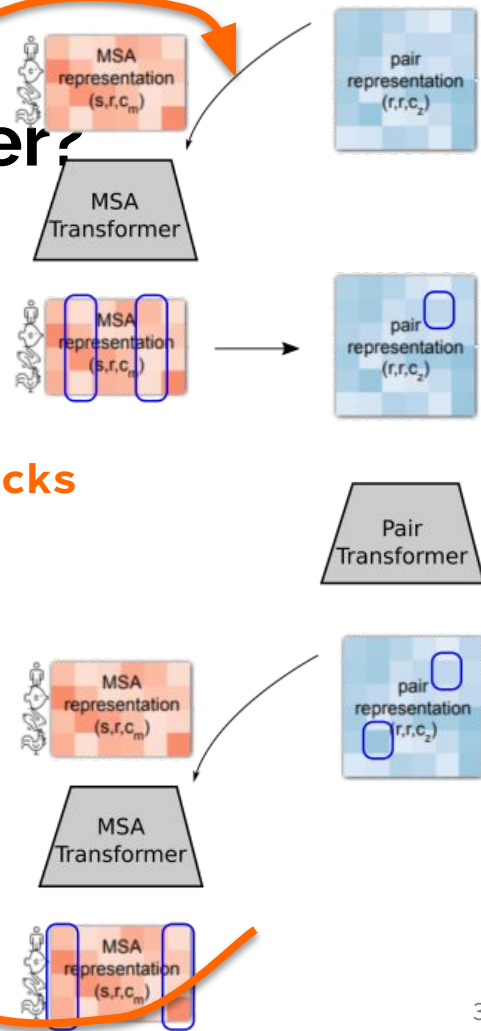 MSA
representation
(s,r,c_m)
pair
representation
(r,r,c_z)
er?
MSA
Transformer
MSA
representation
(s,r,c_m)
pair
representation
(r,r,c_z)
cks
Pair
Transformer
MSA
representation
(s,r,c_m)
pair
representation
(r,r,c_z)
MSA
Transformer
MSA
representation
(s,r,c_m)
3